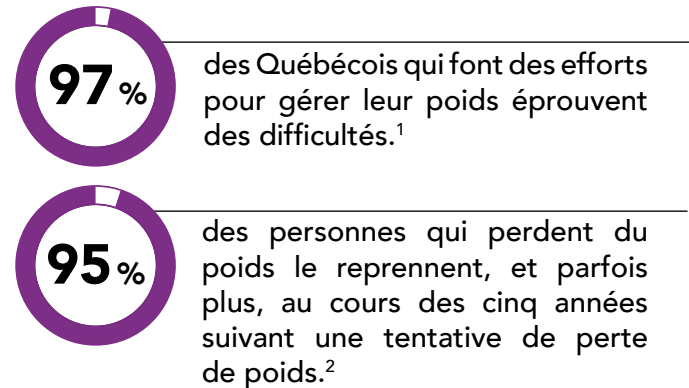 97 %
des Québécois qui font des efforts
pour gérer leur poids éprouvent
des difficultés.¹
95 %
des personnes qui perdent du
poids le reprennent, et parfois
plus, au cours des cinq années
suivant une tentative de perte
de poids.²